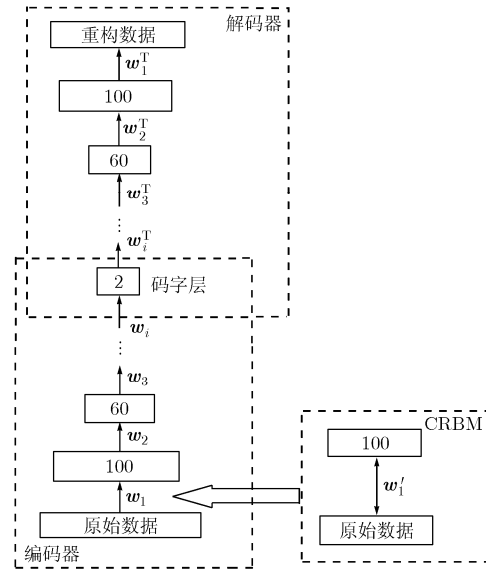 解码器
重构数据
w₁ᵀ
100
w₂ᵀ
60
w₃ᵀ
⋮
wᵢᵀ
2 码字层
wᵢ
⋮
w₃
60
w₂
100
w₁
原始数据
编码器
CRBM
100
w₁′
原始数据